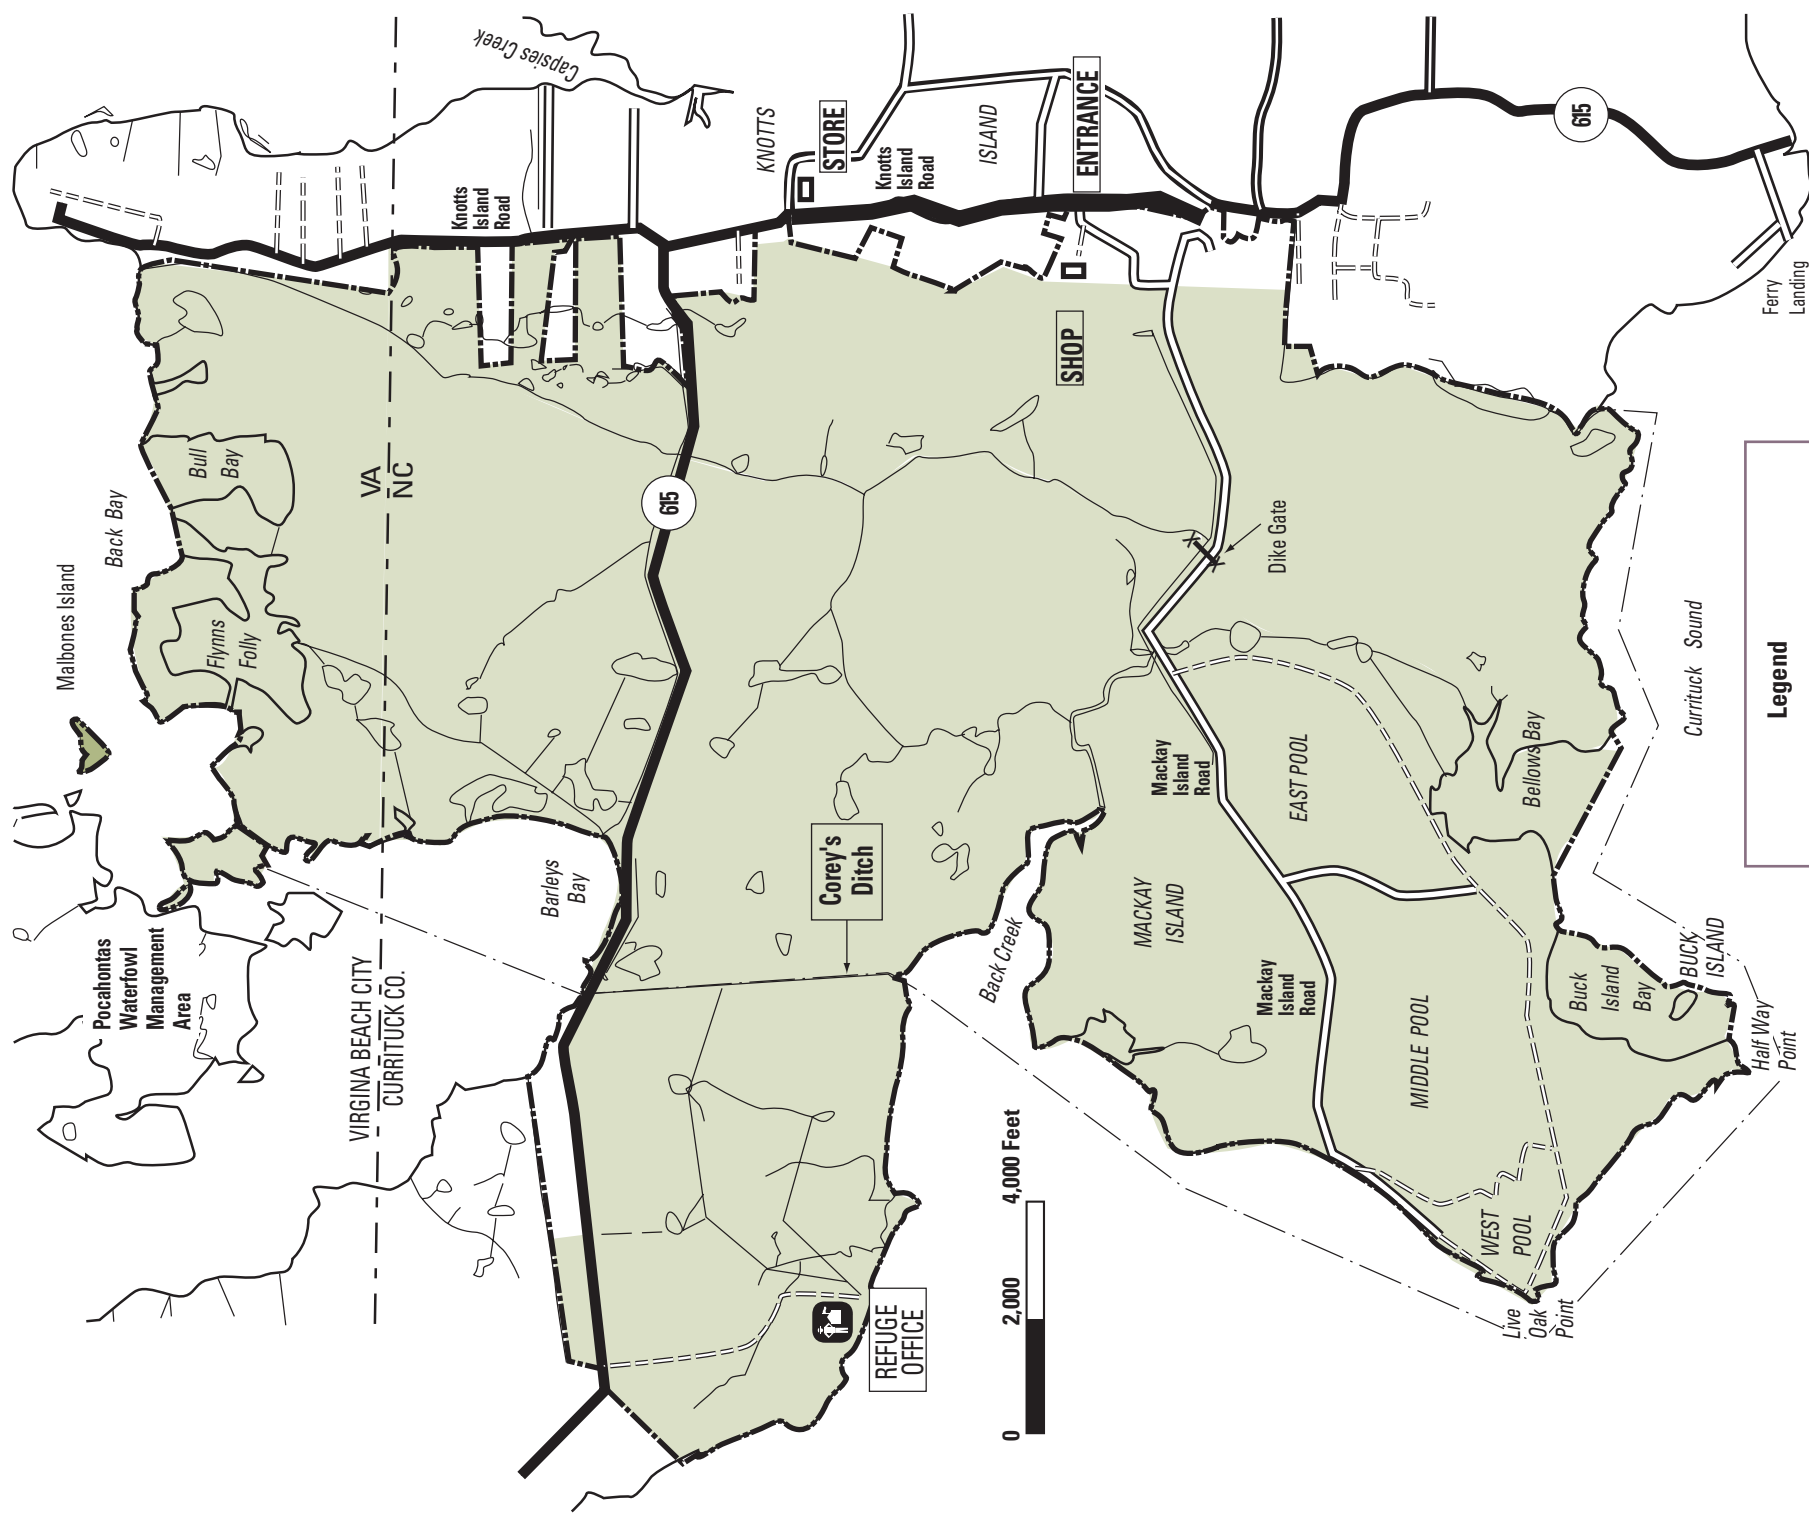 Malbones Island
Back Bay
Bull
Bay
Flynns
Folly
VA
NC
Pocahontas
Waterfowl
Management
Area
VIRGINA BEACH CITY
CURRITUCK CO.
Capsies Creek
Knotts
Island
Road
KNOTTS
STORE
Knotts
Island
Road
ISLAND
ENTRANCE
615
615
Barleys
Bay
Corey's
Ditch
SHOP
Dike Gate
Back Creek
MACKAY
ISLAND
Mackay
Island
Road
Mackay
Island
Road
EAST POOL
MIDDLE POOL
WEST
POOL
Bellows Bay
Buck
Island
Bay
BUCK
ISLAND
Half Way
Point
Live
Oak
Point
REFUGE
OFFICE
0
2,000
4,000 Feet
Currituck Sound
Ferry
Landing
Legend